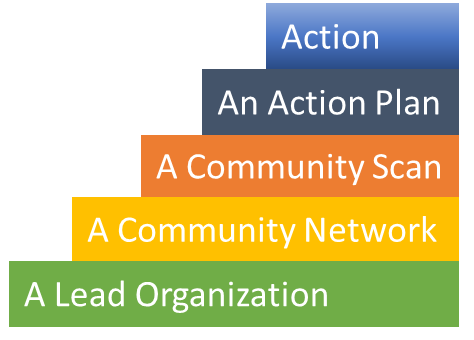 Action
An Action Plan
A Community Scan
A Community Network
A Lead Organization